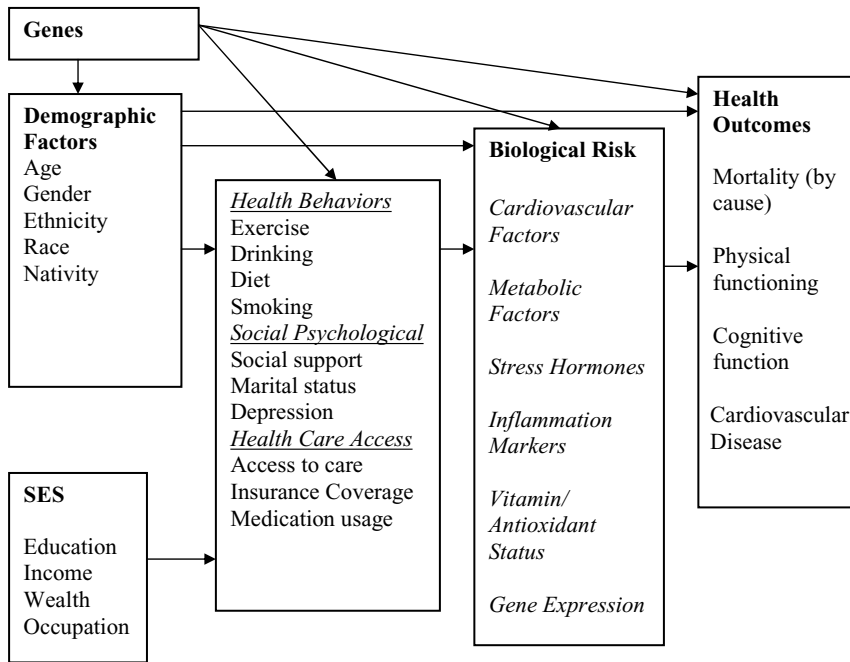 Genes
Demographic
Factors
Age
Gender
Ethnicity
Race
Nativity
SES
Education
Income
Wealth
Occupation
Health Behaviors
Exercise
Drinking
Diet
Smoking
Social Psychological
Social support
Marital status
Depression
Health Care Access
Access to care
Insurance Coverage
Medication usage
Biological Risk
Cardiovascular
Factors
Metabolic
Factors
Stress Hormones
Inflammation
Markers
Vitamin/
Antioxidant
Status
Gene Expression
Health
Outcomes
Mortality (by
cause)
Physical
functioning
Cognitive
function
Cardiovascular
Disease